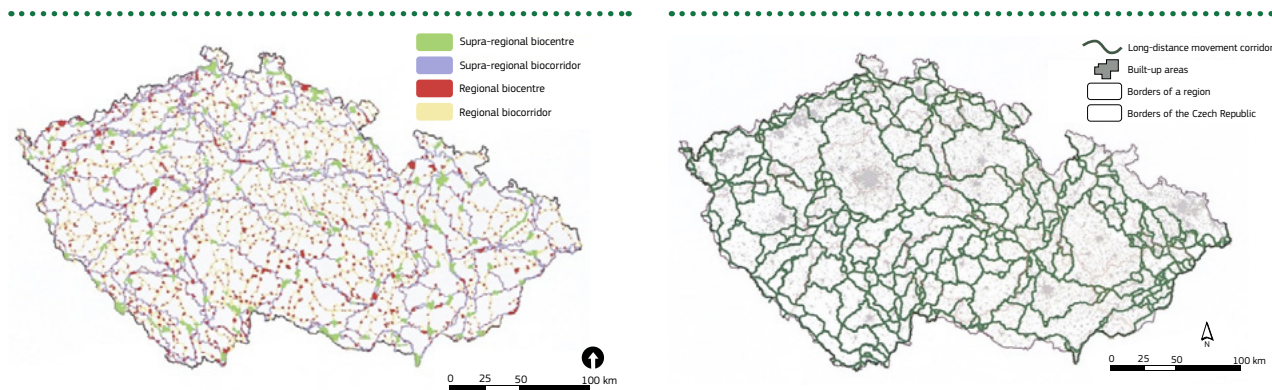 Supra-regional biocentre
Supra-regional biocorridor
Regional biocentre
Regional biocorridor
0 25 50 100 km
Long-distance movement corridor
Built-up areas
Borders of a region
Borders of the Czech Republic
N
0 25 50 100 km